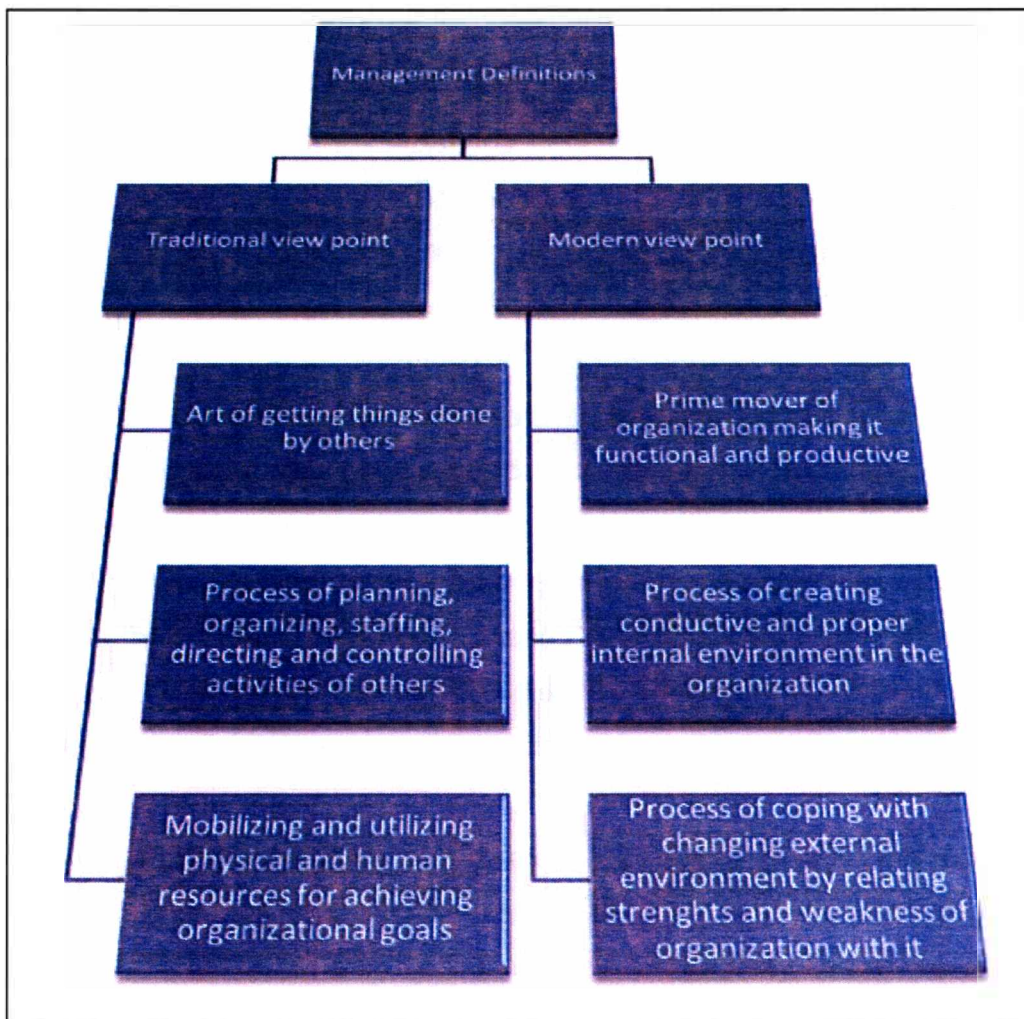 Management Definitions
Traditional view point
Modern view point
Art of getting things done
by others
Process of planning,
organizing, staffing,
directing and controlling
activities of others
Mobilizing and utilizing
physical and human
resources for achieving
organizational goals
Prime mover of
organization making it
functional and productive
Process of creating
conductive and proper
internal environment in the
organization
Process of coping with
changing external
environment by relating
strenghts and weakness of
organization with it